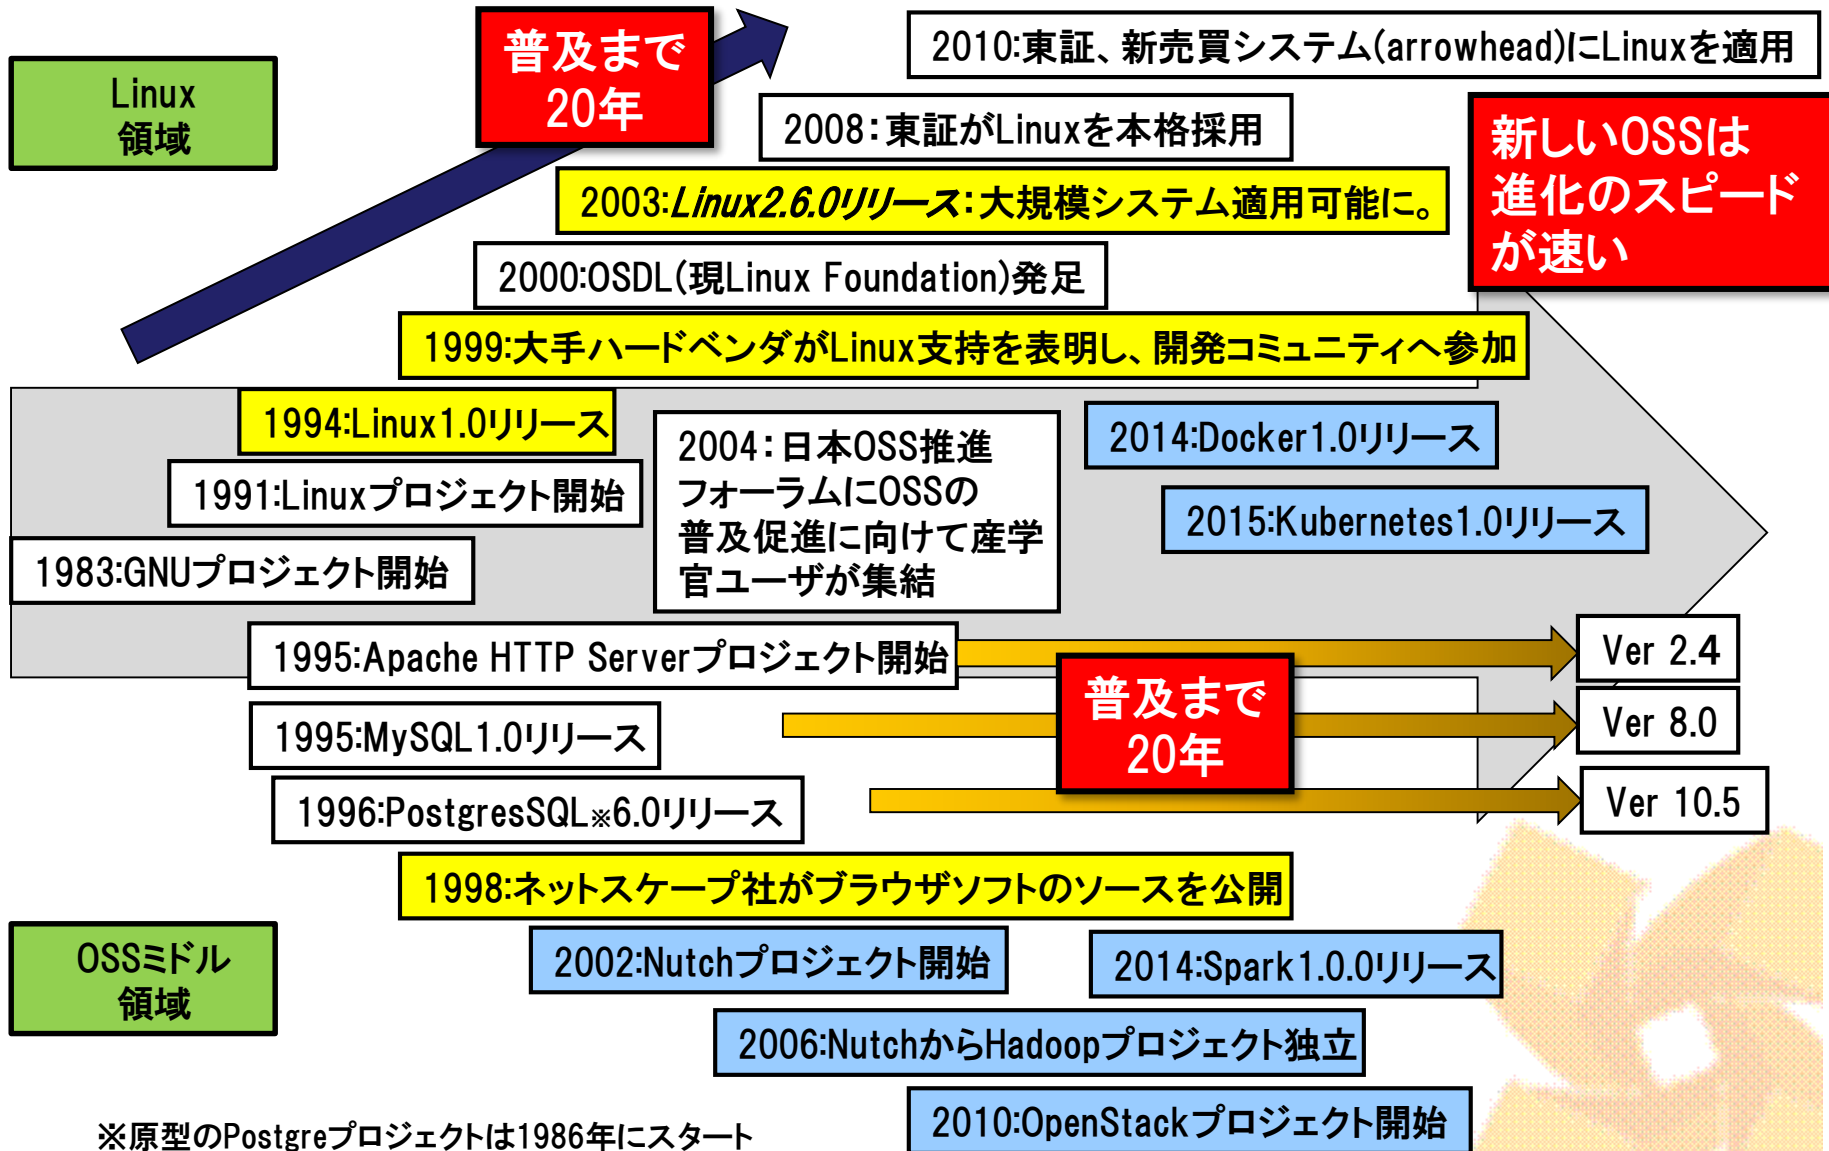 Linux
領域
普及まで
20年
2010:東証、新売買システム(arrowhead)にLinuxを適用
2008:東証がLinuxを本格採用
新しいOSSは
進化のスピード
が速い
2003:Linux2.6.0リリース:大規模システム適用可能に。
2000:OSDL(現Linux Foundation)発足
1999:大手ハードベンダがLinux支持を表明し、開発コミュニティへ参加
1994:Linux1.0リリース
1991:Linuxプロジェクト開始
1983:GNUプロジェクト開始
2004:日本OSS推進
フォーラムにOSSの
普及促進に向けて産学
官ユーザが集結
2014:Docker1.0リリース
2015:Kubernetes1.0リリース
1995:Apache HTTP Serverプロジェクト開始
Ver 2.4
1995:MySQL1.0リリース
普及まで
20年
Ver 8.0
1996:PostgresSQL※6.0リリース
Ver 10.5
1998:ネットスケープ社がブラウザソフトのソースを公開
OSSミドル
領域
2002:Nutchプロジェクト開始
2014:Spark1.0.0リリース
2006:NutchからHadoopプロジェクト独立
2010:OpenStackプロジェクト開始
※原型のPostgreプロジェクトは1986年にスタート